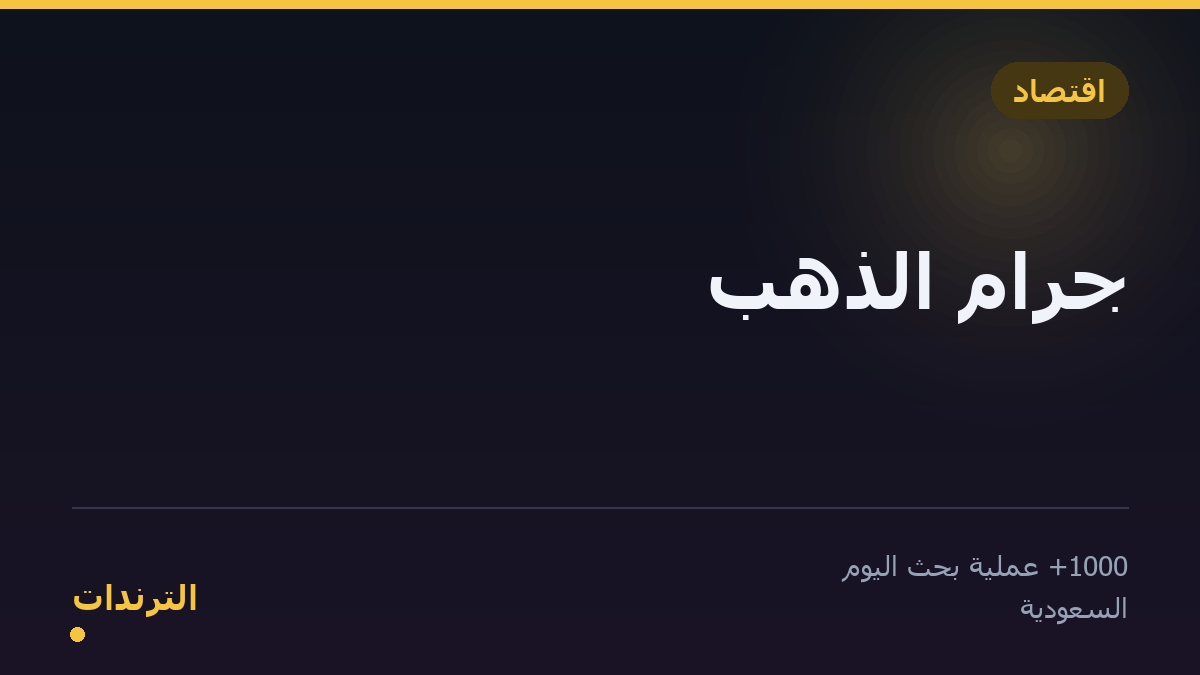 اقتصاد
جرام الذهب
1000+ عملية بحث اليوم
السعودية
الترندات